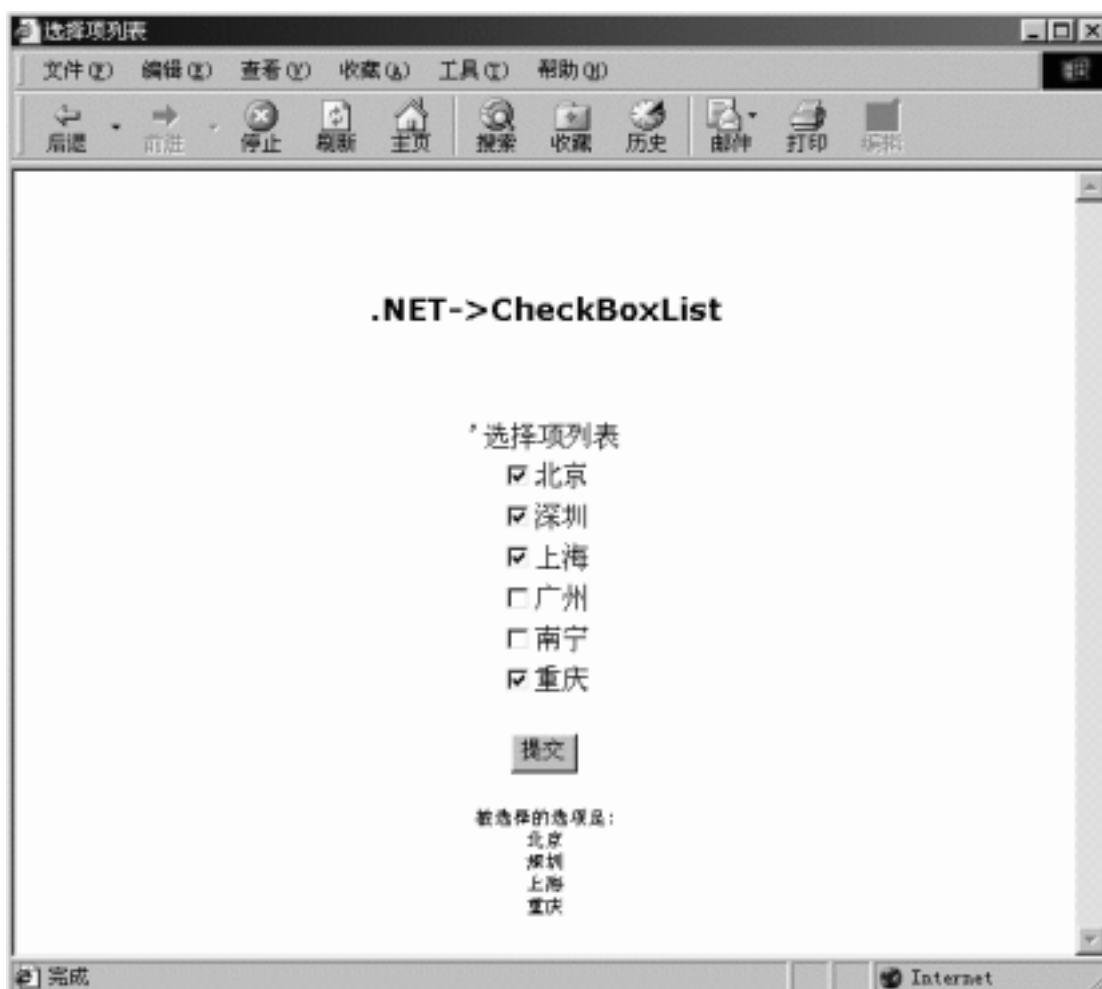 选择项列表
文件(F) 编辑(E) 查看(V) 收藏(A) 工具(T) 帮助(H)
后退 前进 停止 刷新 主页 搜索 收藏 历史 邮件 打印 编辑
.NET->CheckBoxList
'选择项列表
北京
深圳
上海
广州
南宁
重庆
提交
被选择的选项是:
北京
深圳
上海
重庆
完成 Internet